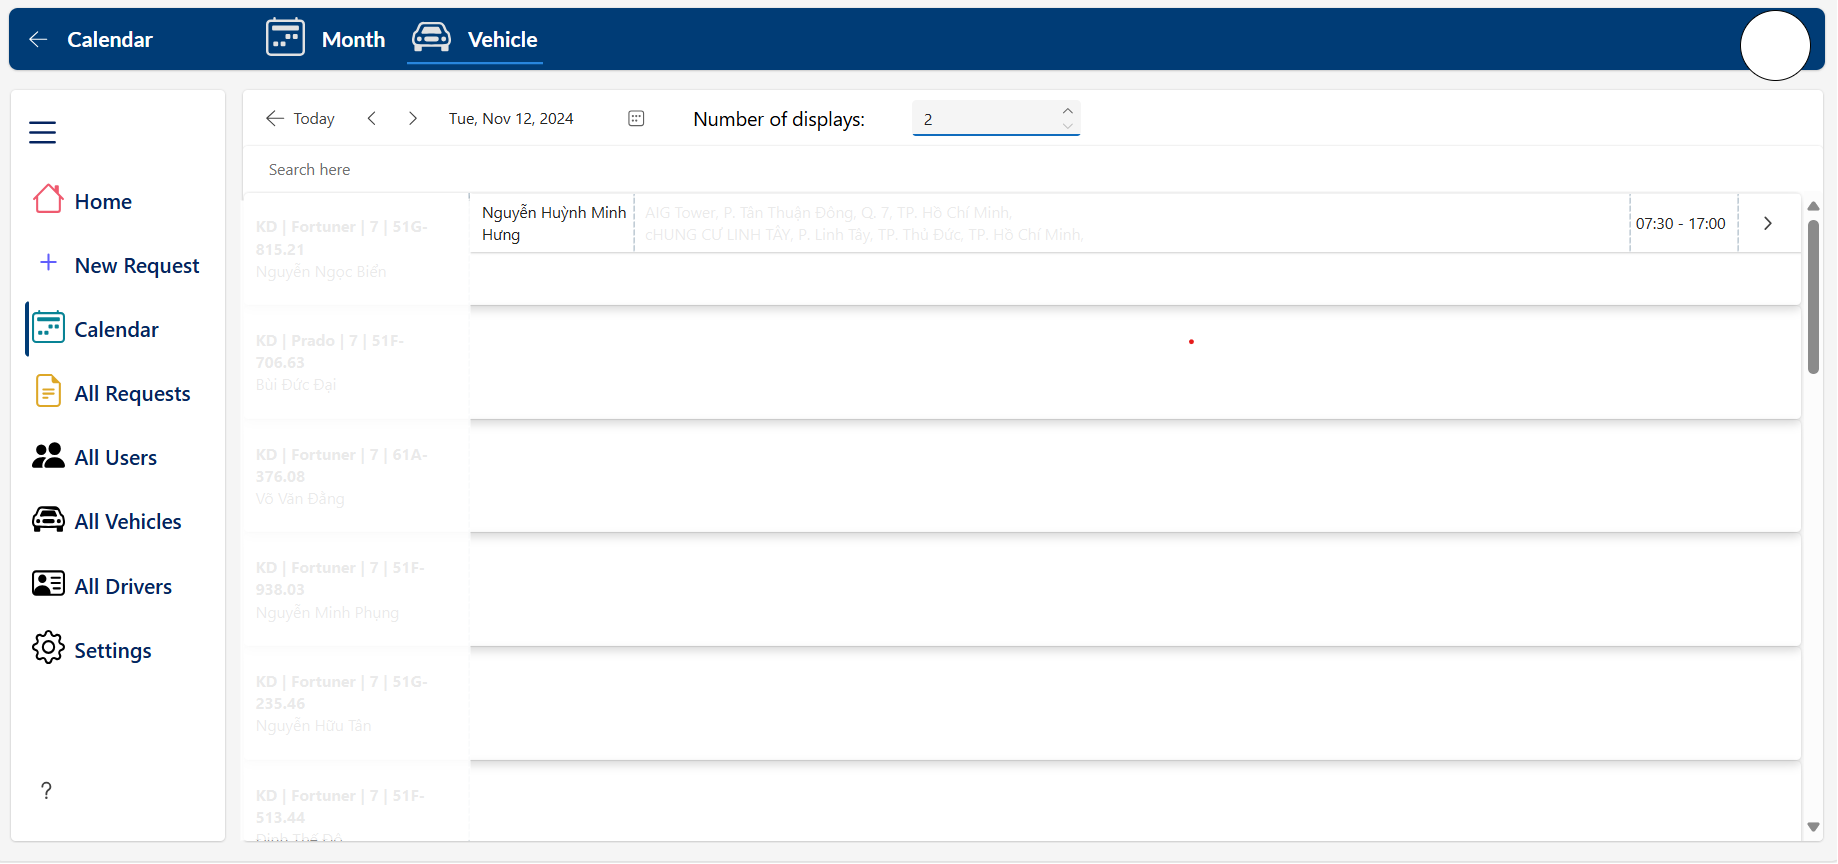 Calendar
Month
Vehicle
Today
Tue, Nov 12, 2024
Number of displays:
2
Search here
Home
New Request
Calendar
All Requests
All Users
All Vehicles
All Drivers
Settings
?
KD | Fortuner | 7 | 51G-
815.21
Nguyễn Ngọc Biển
Nguyễn Huỳnh Minh
Hưng
AIG Tower, P. Tân Thuận Đông, Q. 7, TP. Hồ Chí Minh,
cHUNG CƯ LINH TÂY, P. Linh Tây, TP. Thủ Đức, TP. Hồ Chí Minh,
07:30 - 17:00
KD | Prado | 7 | 51F-
706.63
Bùi Đức Đại
KD | Fortuner | 7 | 61A-
376.08
Võ Văn Đảng
KD | Fortuner | 7 | 51F-
938.03
Nguyễn Minh Phụng
KD | Fortuner | 7 | 51G-
235.46
Nguyễn Hữu Tân
KD | Fortuner | 7 | 51F-
513.44
Đinh Thế Đô